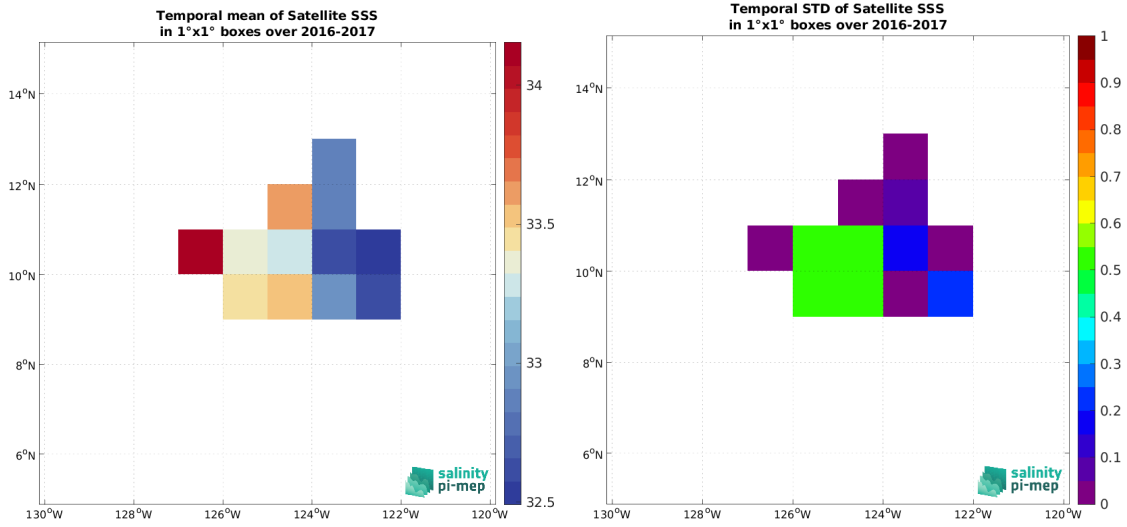 Temporal mean of Satellite SSS
in 1°x1° boxes over 2016-2017
14°N
12°N
10°N
8°N
6°N
130°W
128°W
126°W
124°W
122°W
120°W
34
33.5
33
32.5
salinity
pi-mep
Temporal STD of Satellite SSS
in 1°x1° boxes over 2016-2017
14°N
12°N
10°N
8°N
6°N
130°W
128°W
126°W
124°W
122°W
120°W
1
0.9
0.8
0.7
0.6
0.5
0.4
0.3
0.2
0.1
0
salinity
pi-mep